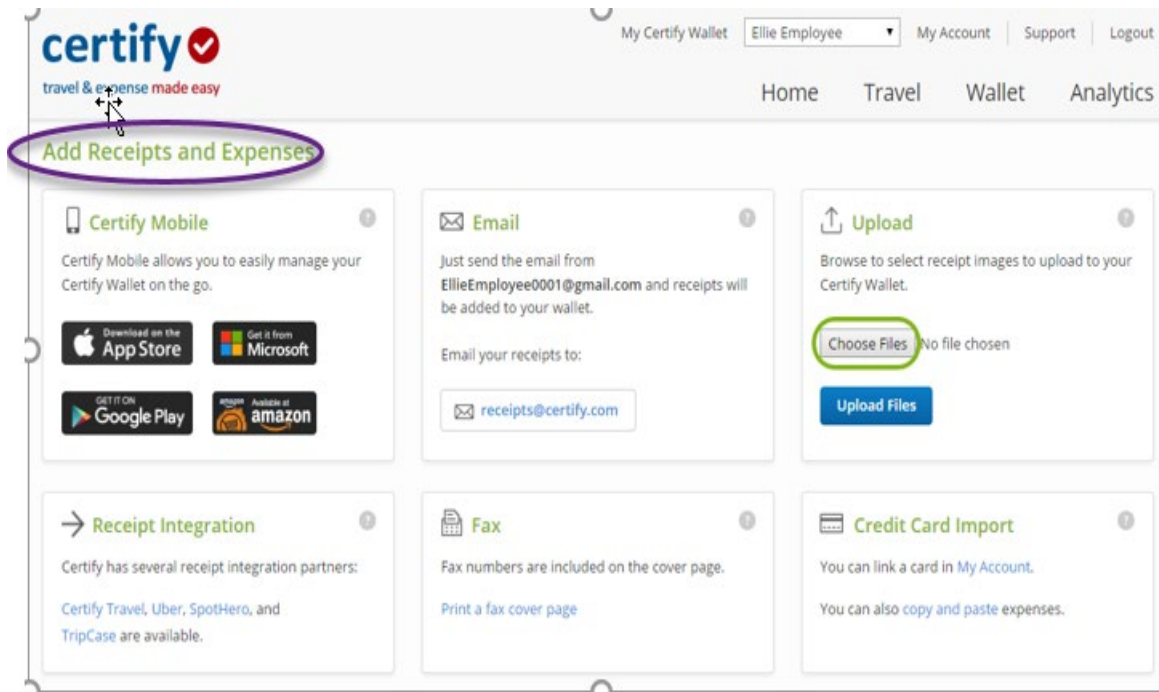 My Certify Wallet Ellie Employee My Account Support Logout
certify
travel & expense made easy
Home Travel Wallet Analytics
Add Receipts and Expenses
Certify Mobile ?
Certify Mobile allows you to easily manage your
Certify Wallet on the go.
Download on the
App Store
Get it from
Microsoft
GET IT ON
Google Play
amazon Available at
amazon
Email ?
Just send the email from
EllieEmployee0001@gmail.com and receipts will
be added to your wallet.
Email your receipts to:
receipts@certify.com
Upload ?
Browse to select receipt images to upload to your
Certify Wallet.
Choose Files No file chosen
Upload Files
Receipt Integration ?
Certify has several receipt integration partners:
Certify Travel, Uber, SpotHero, and
TripCase are available.
Fax ?
Fax numbers are included on the cover page.
Print a fax cover page
Credit Card Import ?
You can link a card in My Account.
You can also copy and paste expenses.